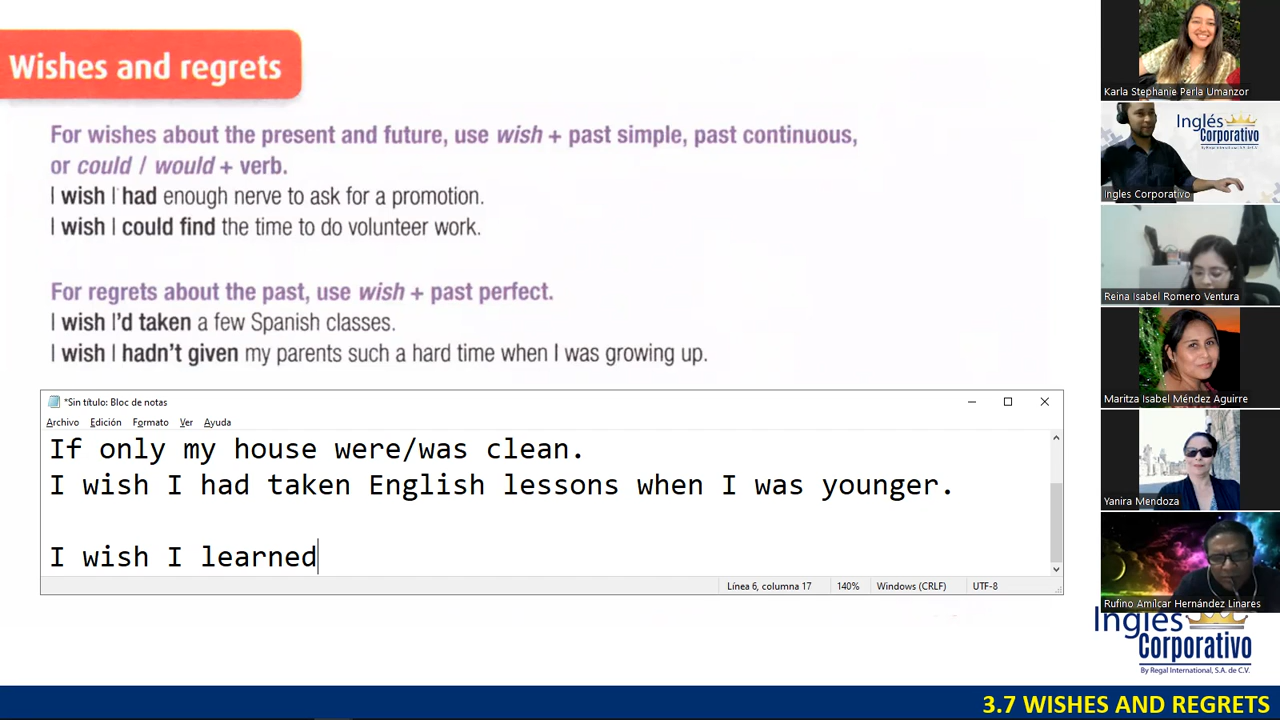 Wishes and regrets
For wishes about the present and future, use wish + past simple, past continuous,
or could / would + verb.
I wish I had enough nerve to ask for a promotion.
I wish I could find the time to do volunteer work.
For regrets about the past, use wish + past perfect.
I wish I'd taken a few Spanish classes.
I wish I hadn't given my parents such a hard time when I was growing up.
*Sin título: Bloc de notas
Archivo Edición Formato Ver Ayuda
If only my house were/was clean.
I wish I had taken English lessons when I was younger.
I wish I learned
Línea 6, columna 17 140% Windows (CRLF) UTF-8
Karla Stephanie Perla Umanzor
Inglés
Corporativo
By Regal International, S.A. de C.V.
Ingles Corporativo
Reina Isabel Romero Ventura
Maritza Isabel Méndez Aguirre
Yanira Mendoza
Rufino Amílcar Hernández Linares
Inglés
Corporativo
By Regal International, S.A. de C.V.
3.7 WISHES AND REGRETS